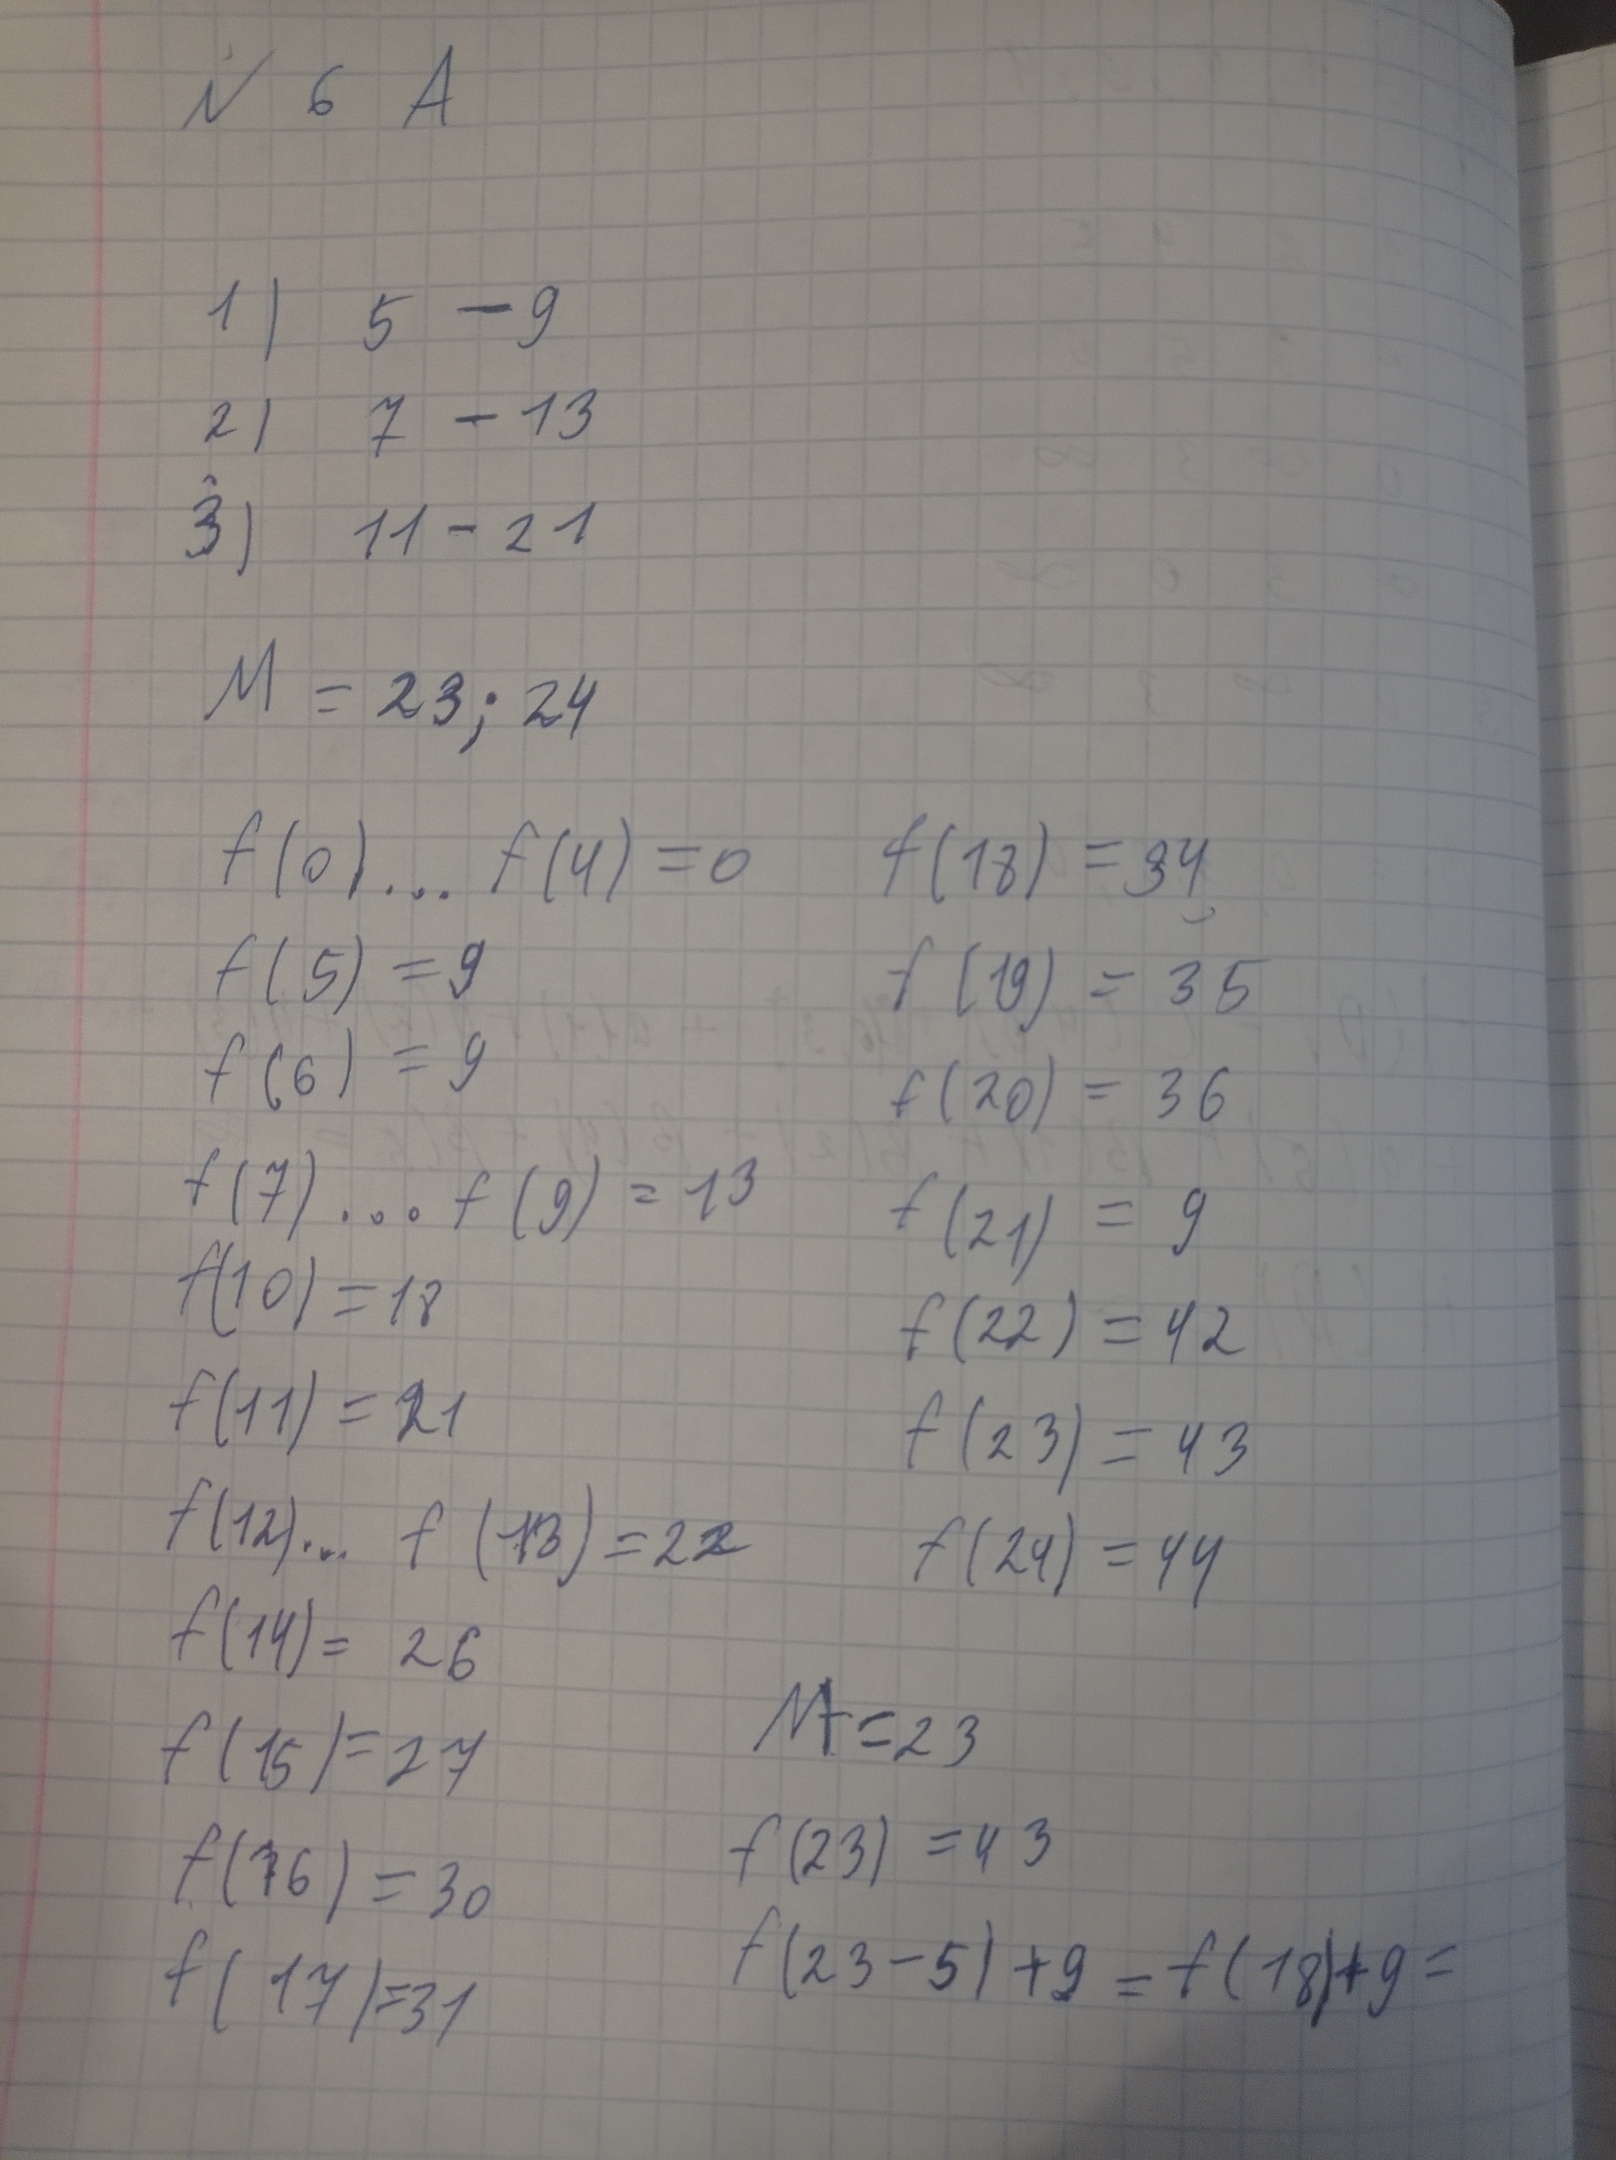 № 6 А
1) 5 - 9
2) 7 - 13
3) 11 - 21
M = 23; 24
f(0)... f(4) = 0
f(5) = 9
f(6) = 9
f(7)... f(9) = 13
f(10) = 18
f(11) = 21
f(12)... f(13) = 22
f(14) = 26
f(15) = 27
f(16) = 30
f(17) = 31
f(18) = 34
f(19) = 35
f(20) = 36
f(21) = 9
f(22) = 42
f(23) = 43
f(24) = 44
M = 23
f(23) = 43
f(23-5) + 9 = f(18) + 9 =